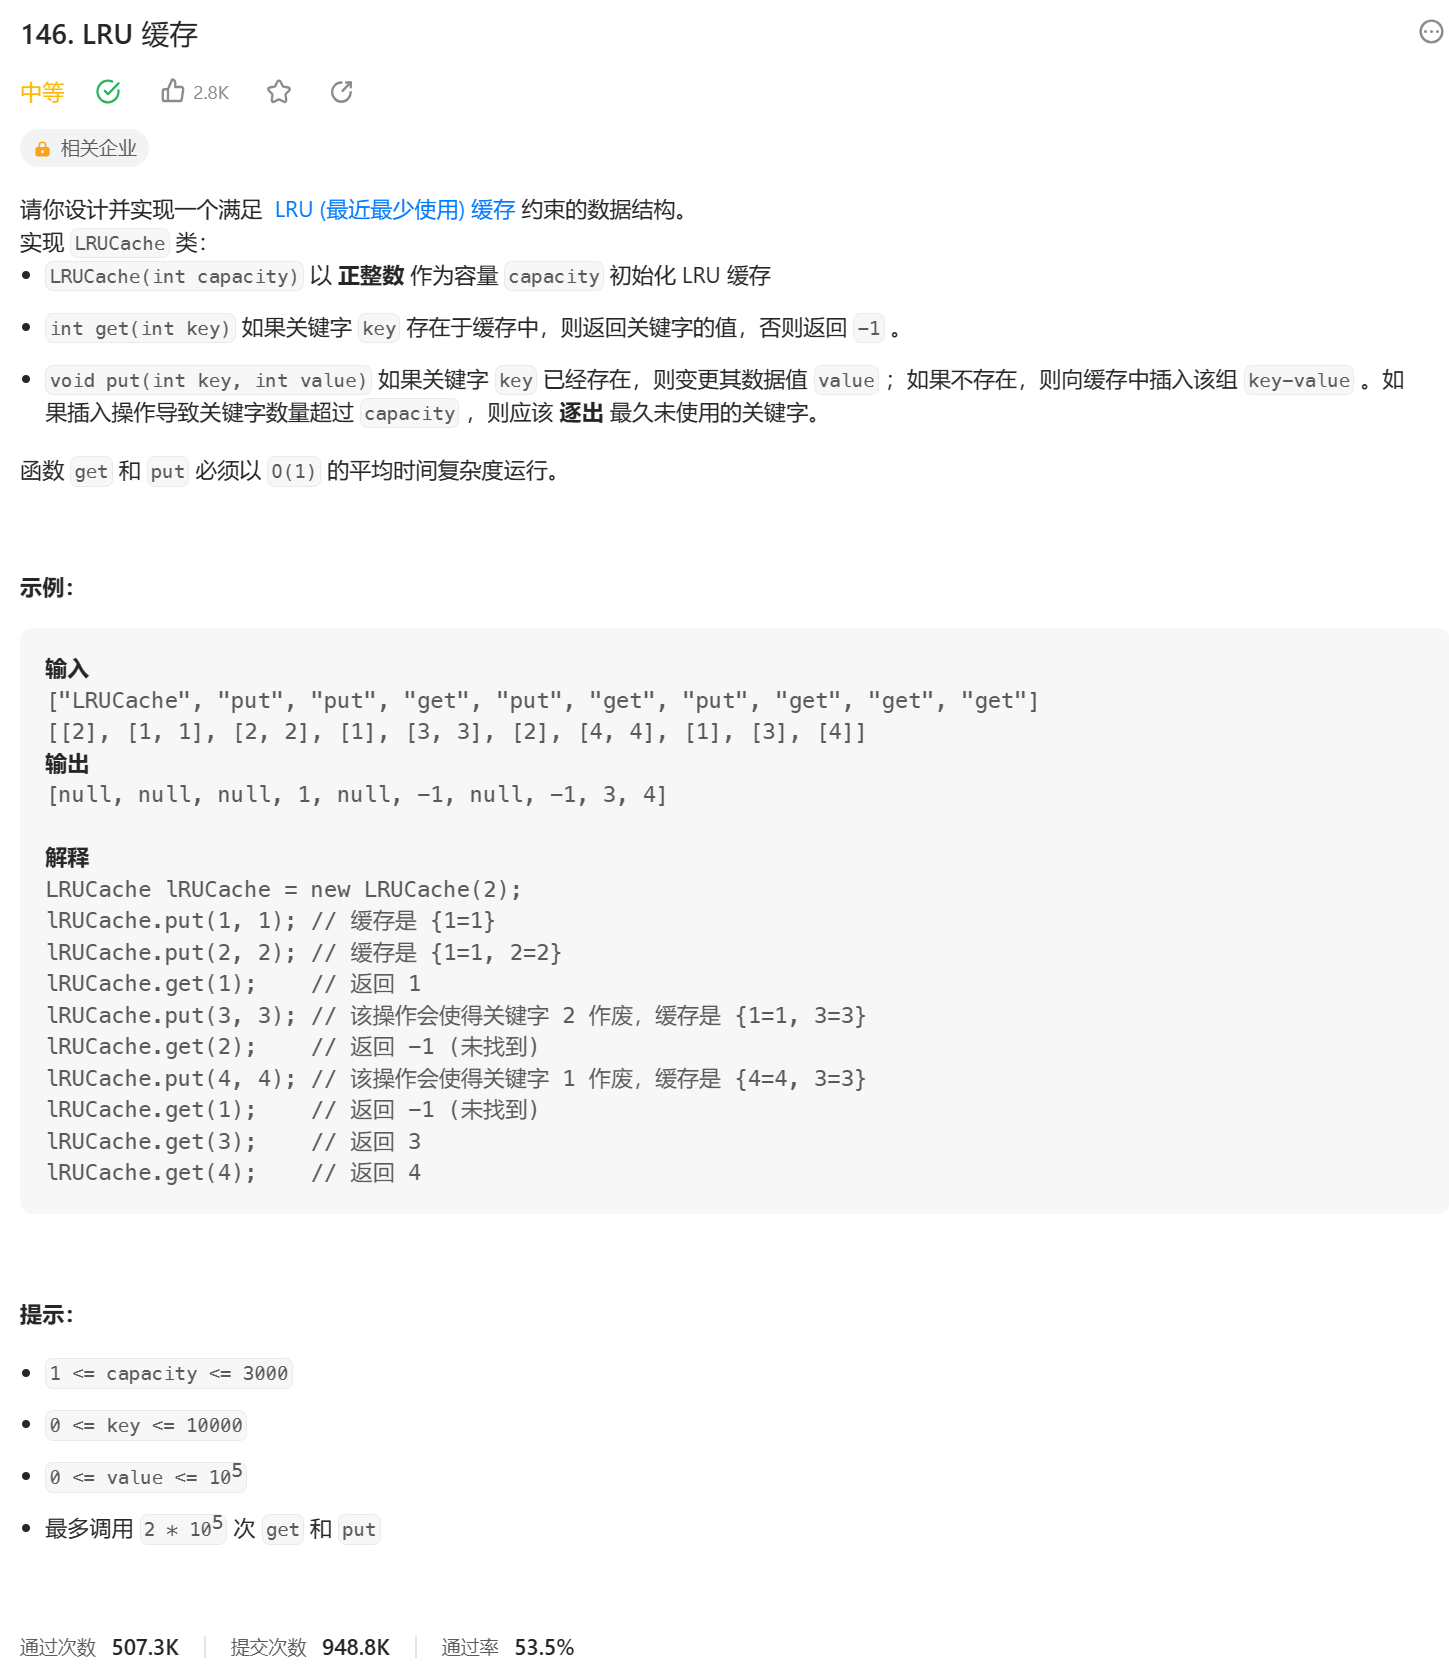 146. LRU 缓存
中等
2.8K
相关企业
请你设计并实现一个满足 LRU (最近最少使用) 缓存 约束的数据结构。
实现 LRUCache 类：
LRUCache(int capacity) 以 正整数 作为容量 capacity 初始化 LRU 缓存
int get(int key) 如果关键字 key 存在于缓存中，则返回关键字的值，否则返回 -1 。
void put(int key, int value) 如果关键字 key 已经存在，则变更其数据值 value ；如果不存在，则向缓存中插入该组 key-value 。如
果插入操作导致关键字数量超过 capacity ，则应该 逐出 最久未使用的关键字。
函数 get 和 put 必须以 O(1) 的平均时间复杂度运行。
示例：
输入
["LRUCache", "put", "put", "get", "put", "get", "put", "get", "get", "get"]
[[2], [1, 1], [2, 2], [1], [3, 3], [2], [4, 4], [1], [3], [4]]
输出
[null, null, null, 1, null, -1, null, -1, 3, 4]
解释
LRUCache lRUCache = new LRUCache(2);
lRUCache.put(1, 1); // 缓存是 {1=1}
lRUCache.put(2, 2); // 缓存是 {1=1, 2=2}
lRUCache.get(1);    // 返回 1
lRUCache.put(3, 3); // 该操作会使得关键字 2 作废，缓存是 {1=1, 3=3}
lRUCache.get(2);    // 返回 -1 (未找到)
lRUCache.put(4, 4); // 该操作会使得关键字 1 作废，缓存是 {4=4, 3=3}
lRUCache.get(1);    // 返回 -1 (未找到)
lRUCache.get(3);    // 返回 3
lRUCache.get(4);    // 返回 4
提示：
1 <= capacity <= 3000
0 <= key <= 10000
0 <= value <= 10⁵
最多调用 2 * 10⁵ 次 get 和 put
通过次数 507.3K 提交次数 948.8K 通过率 53.5%